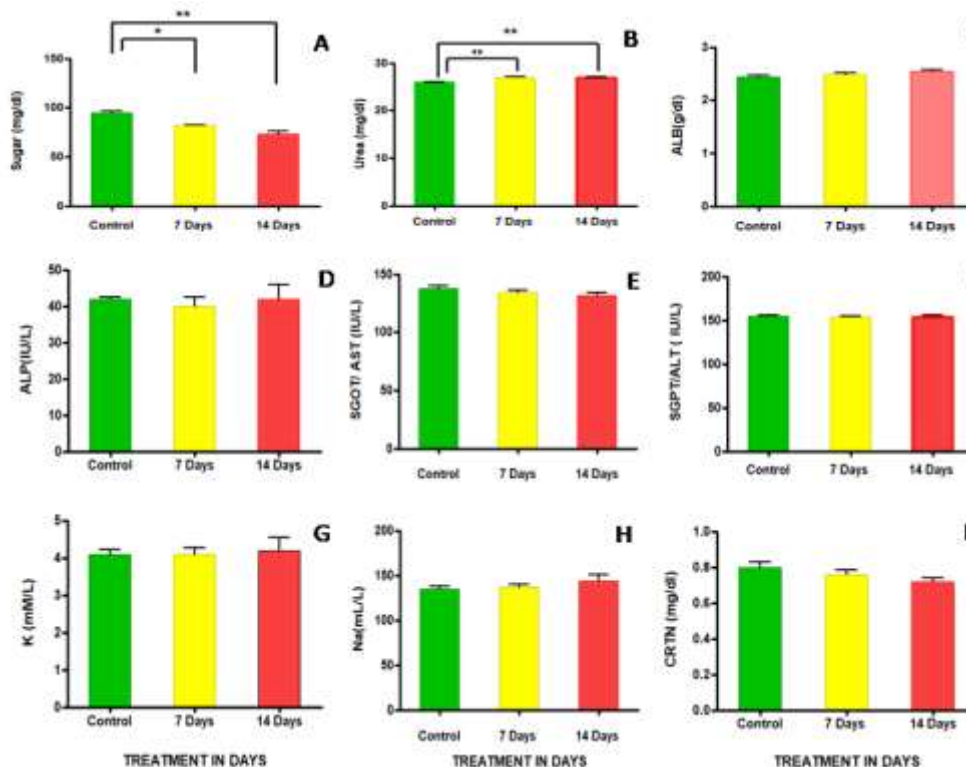 **
*
A
Sugar (mg/dl)
150
100
50
0
Control 7 Days 14 Days
**
**
B
Urea (mg/dl)
30
20
10
0
Control 7 Days 14 Days
ALB(g/dl)
3
2
1
0
Control 7 Days 14 Days
D
ALP(IU/L)
50
40
30
20
10
0
Control 7 Days 14 Days
E
SGOT/ AST (IU/L)
150
100
50
0
Control 7 Days 14 Days
SGPT/ALT ( IU/L)
200
150
100
50
0
Control 7 Days 14 Days
G
K (mM/L)
5
4
3
2
1
0
Control 7 Days 14 Days
TREATMENT IN DAYS
H
Na(mL/L)
200
150
100
50
0
Control 7 Days 14 Days
TREATMENT IN DAYS
CRTN (mg/dl)
1.0
0.8
0.6
0.4
0.2
0.0
Control 7 Days 14 Days
TREATMENT IN DAYS